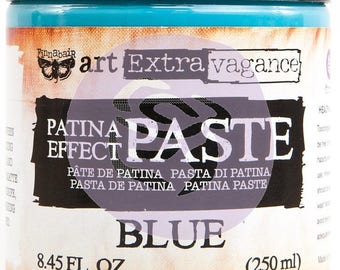 Finnabair
art Extravagance
PATINA
EFFECT
PASTE
PÂTE DE PATINA PASTA DI PATINA
PASTA DE PATINA PATINA PASTE
BLUE
8.45 FL. OZ. (250 ml)